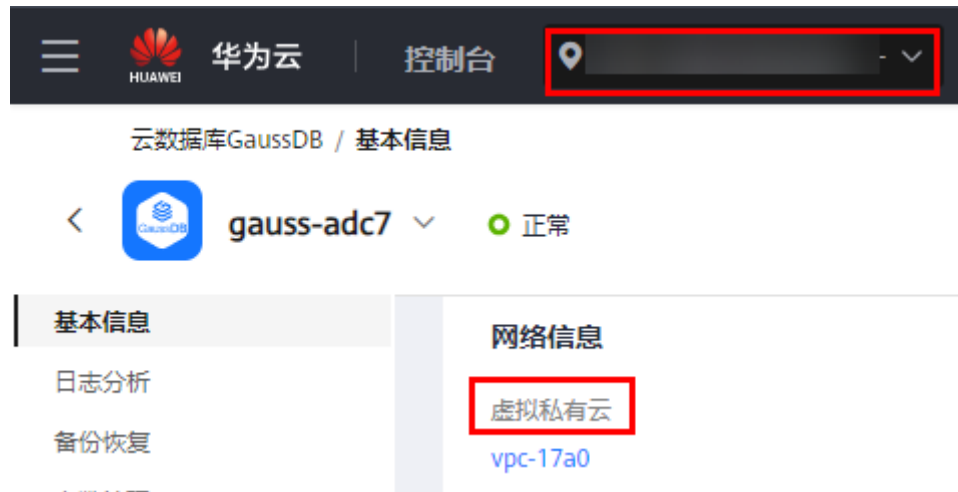 HUAWEI
华为云
控制台
云数据库GaussDB / 基本信息
GaussDB
gauss-adc7
正常
基本信息
网络信息
日志分析
虚拟私有云
备份恢复
vpc-17a0